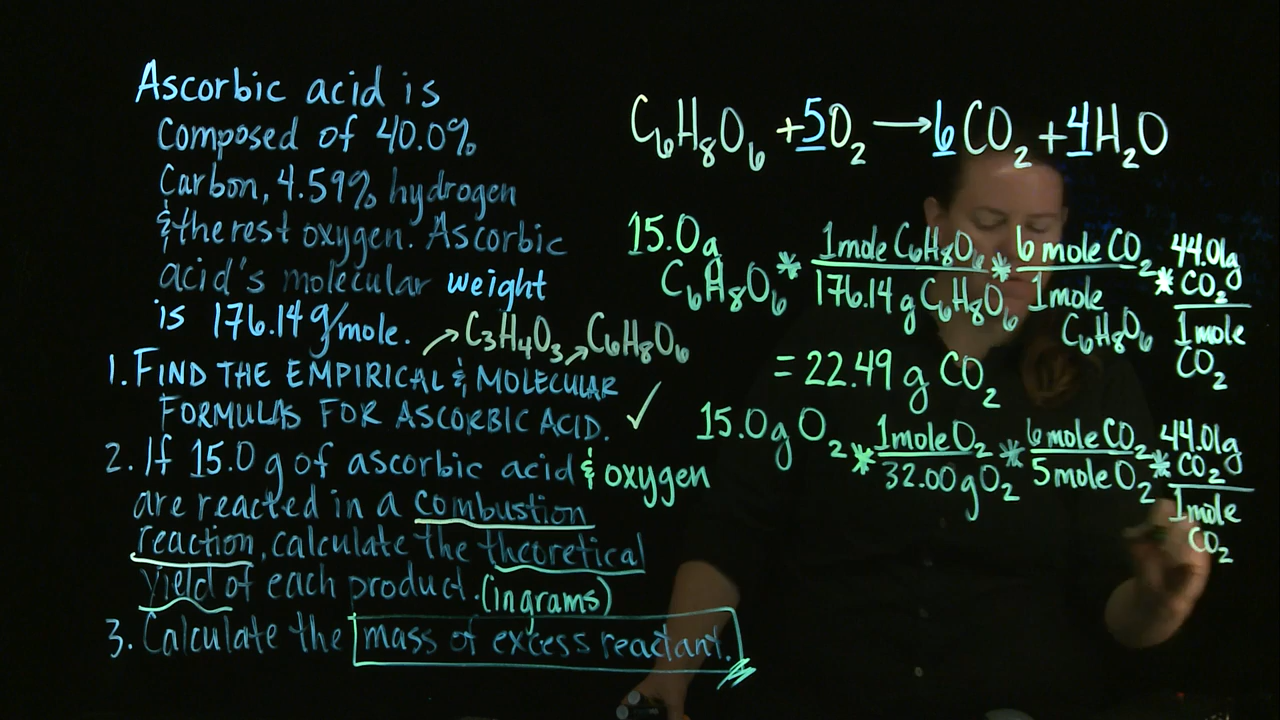 Ascorbic acid is
composed of 40.0%
Carbon, 4.59% hydrogen
& the rest oxygen. Ascorbic
acid's molecular weight
is 176.14 g/mole.
→ C₃H₄O₃ → C₆H₈O₆
1. FIND THE EMPIRICAL & MOLECULAR
FORMULAS FOR ASCORBIC ACID. ✓
2. If 15.0 g of ascorbic acid & oxygen
are reacted in a combustion
reaction, calculate the theoretical
yield of each product. (in grams)
3. Calculate the mass of excess reactant.
C₆H₈O₆ + 5O₂ → 6CO₂ + 4H₂O
15.0g C₆H₈O₆ * 1mole C₆H₈O₆ / 176.14 g C₆H₈O₆ * 6 mole CO₂ / 1mole C₆H₈O₆ * 44.01g CO₂ / 1mole CO₂
= 22.49 g CO₂
15.0g O₂ * 1mole O₂ / 32.00 g O₂ * 6 mole CO₂ / 5 mole O₂ * 44.01g CO₂ / 1mole CO₂